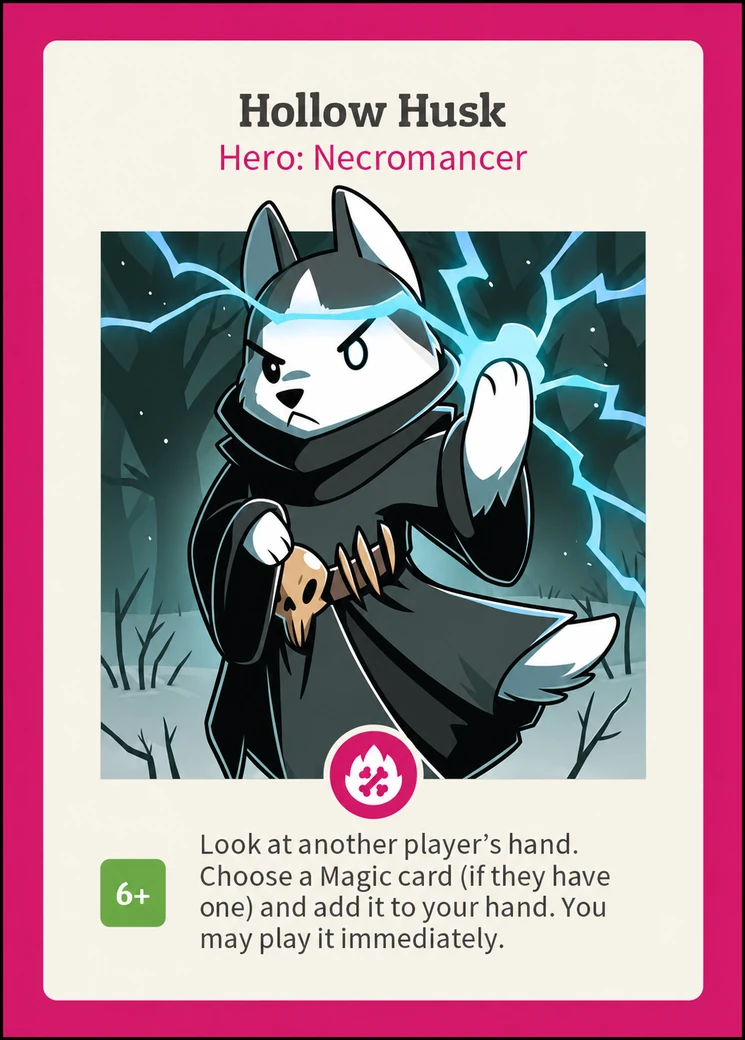 Hollow Husk
Hero: Necromancer
6+
Look at another player’s hand.
Choose a Magic card (if they have
one) and add it to your hand. You
may play it immediately.